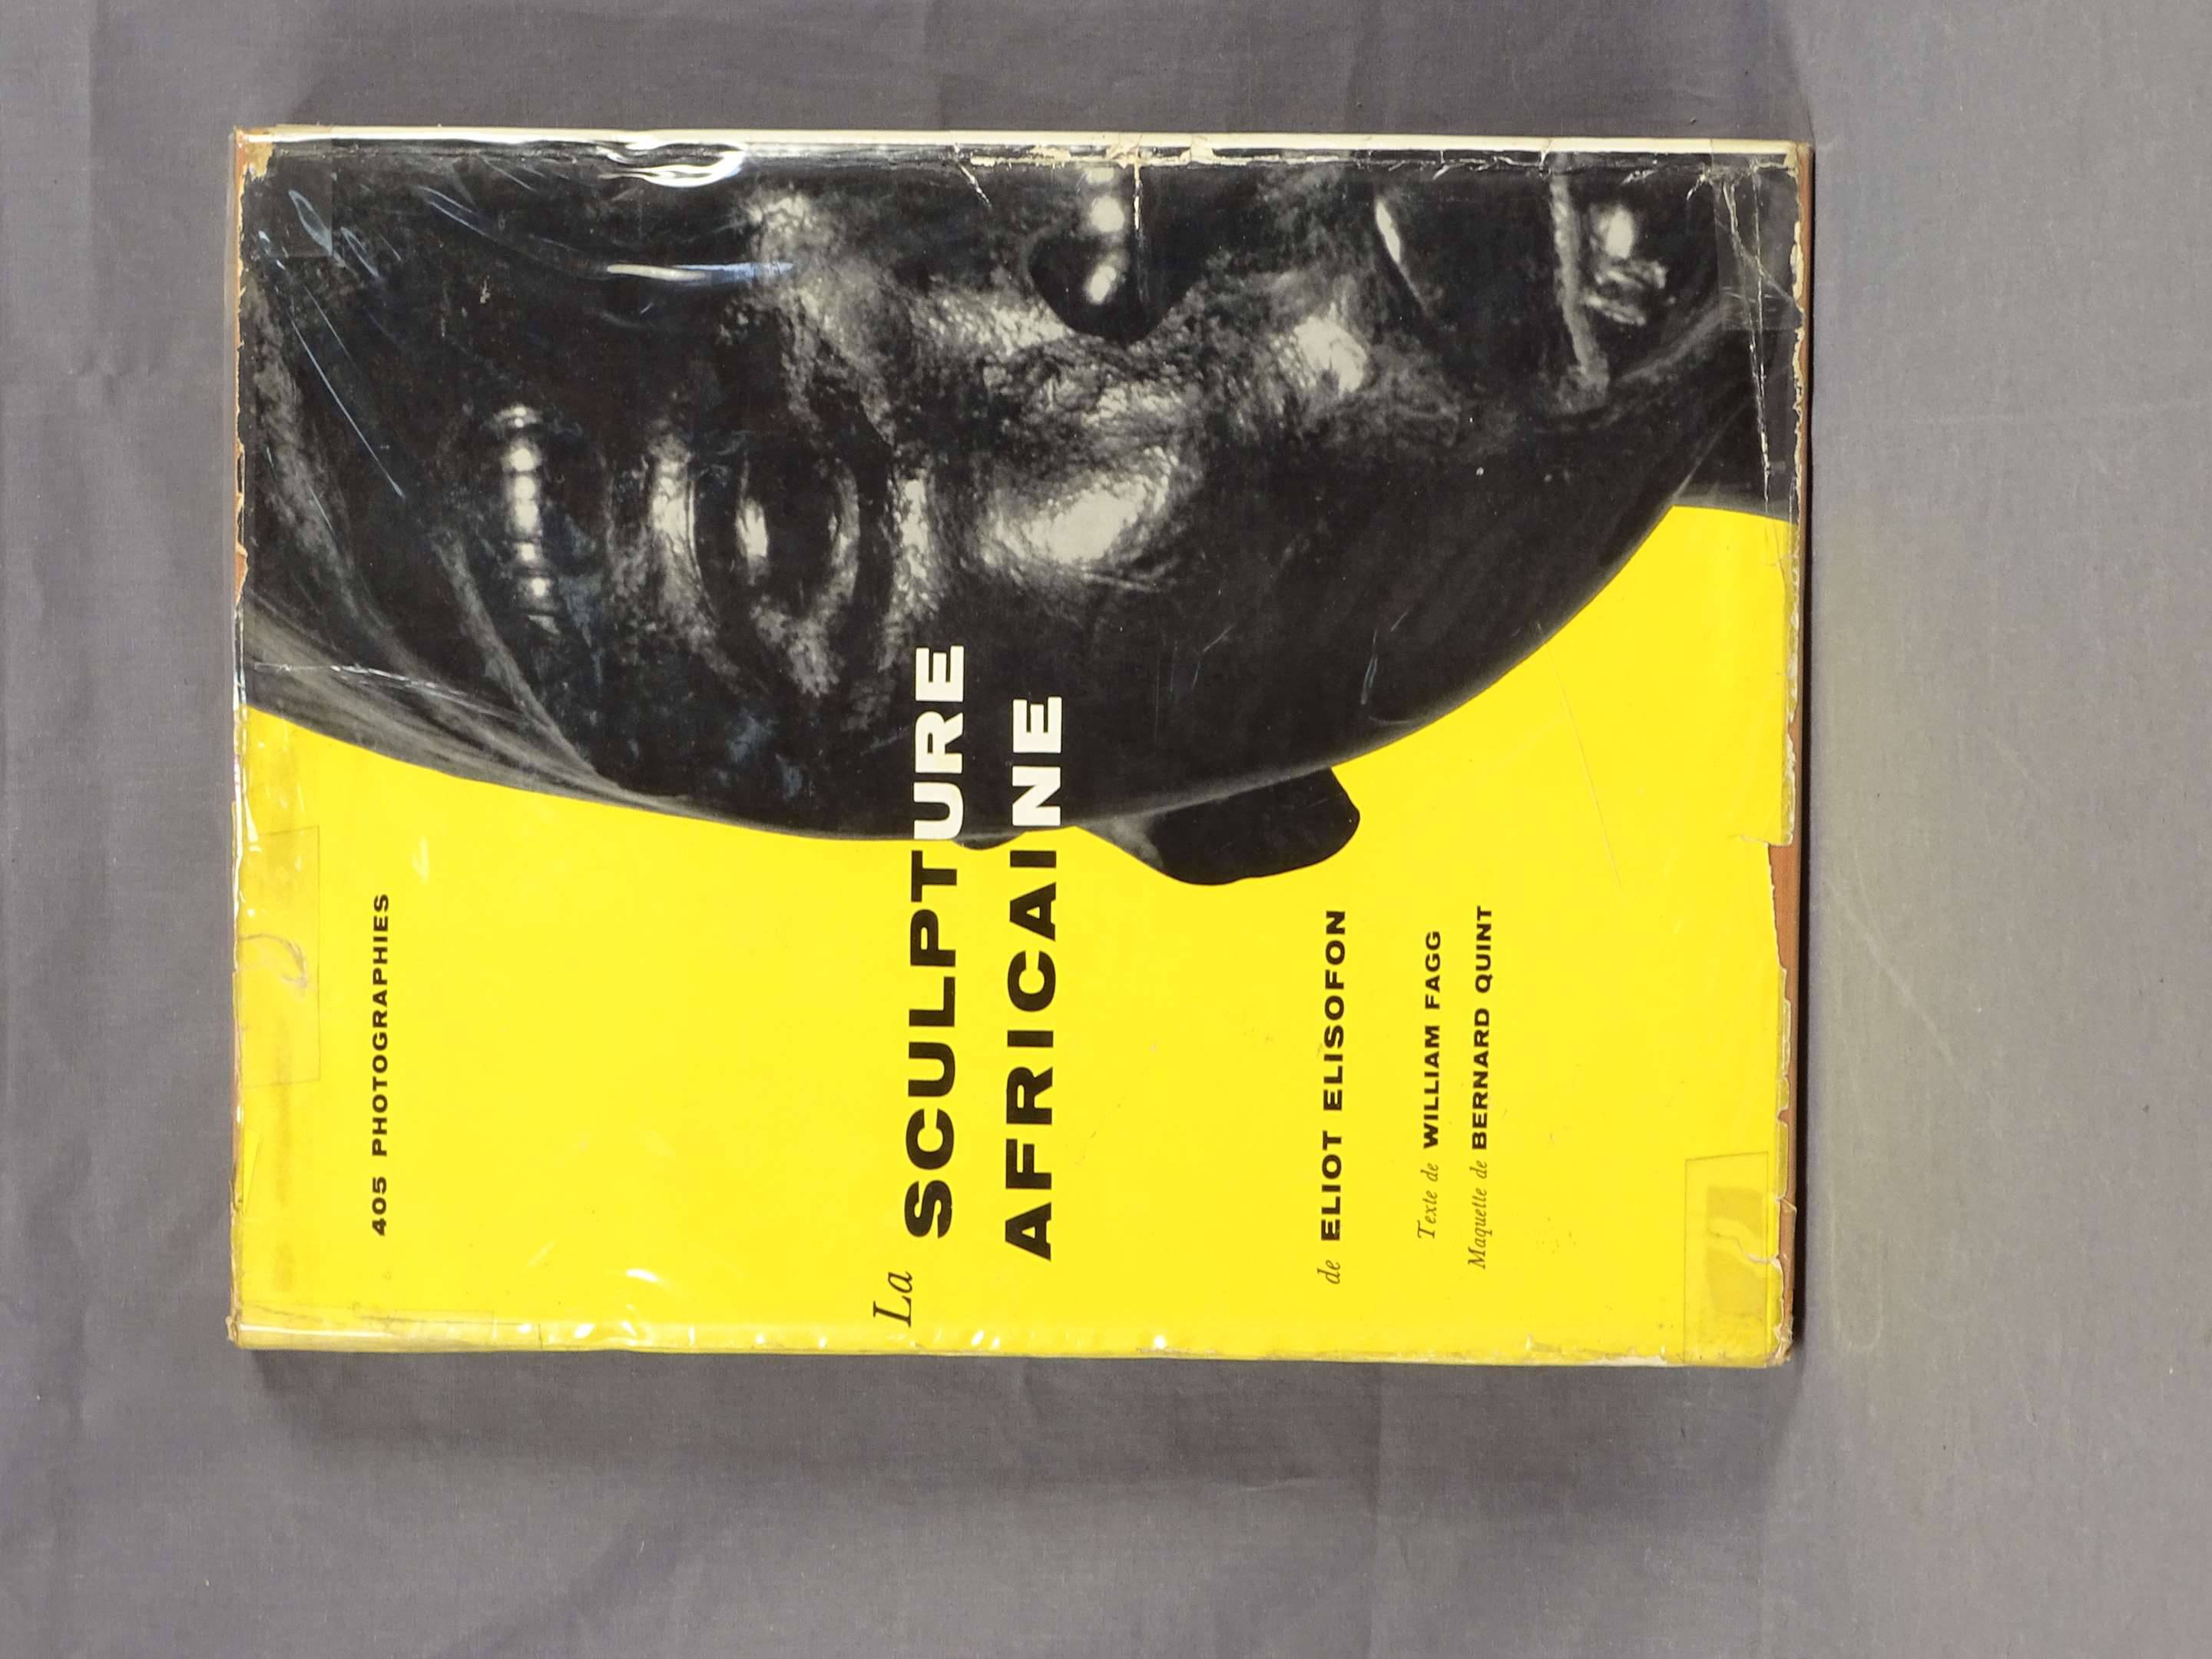 405 PHOTOGRAPHIES
La
SCULPTURE
AFRICAINE
de ELIOT ELISOFON
Texte de WILLIAM FAGG
Maquette de BERNARD QUINT